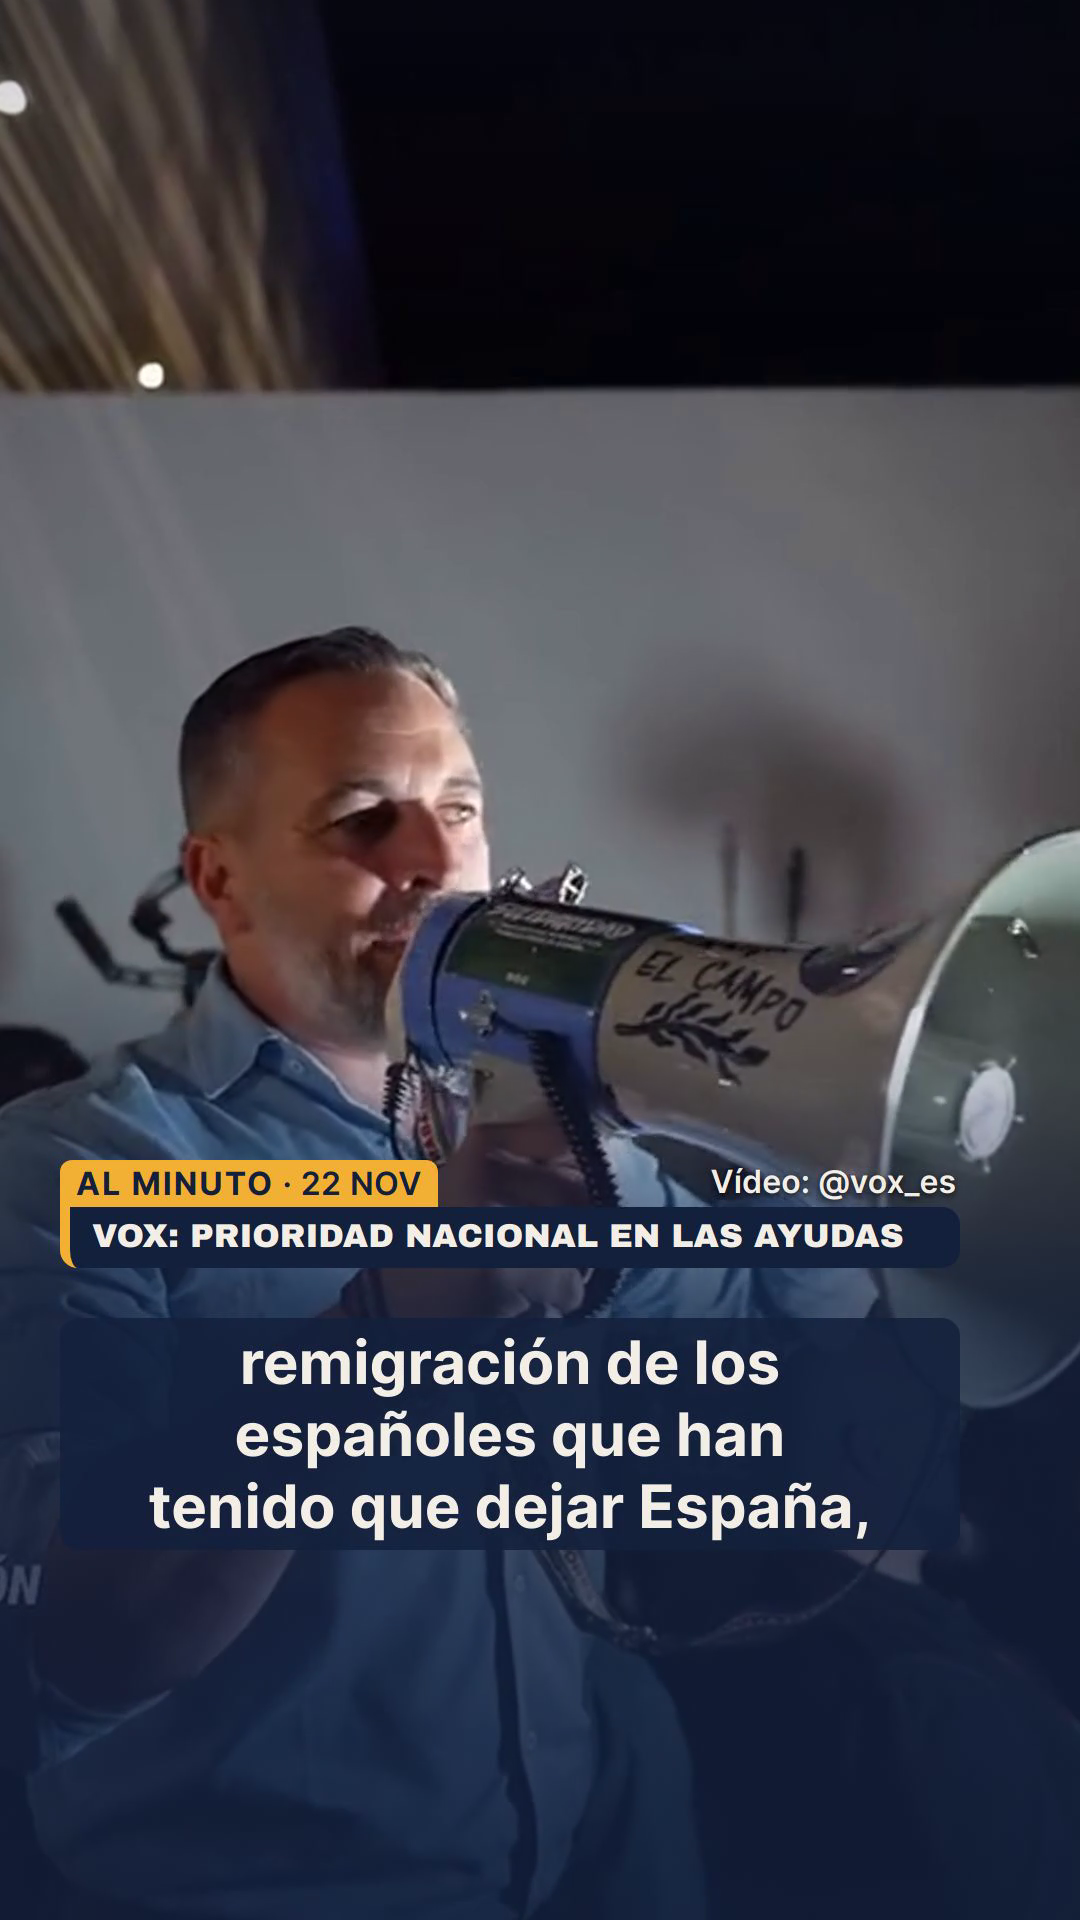 EL CAMPO
AL MINUTO · 22 NOV
Vídeo: @vox_es
VOX: PRIORIDAD NACIONAL EN LAS AYUDAS
remigración de los
españoles que han
tenido que dejar España,
ÓN